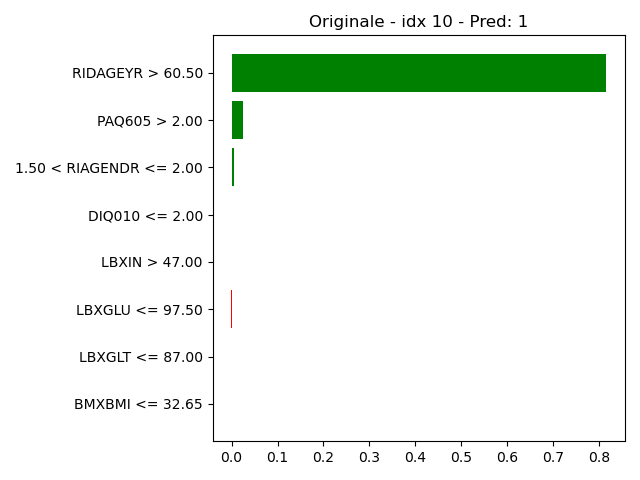 Originale - idx 10 - Pred: 1
RIDAGEYR > 60.50
PAQ605 > 2.00
1.50 < RIAGENDR <= 2.00
DIQ010 <= 2.00
LBXIN > 47.00
LBXGLU <= 97.50
LBXGLT <= 87.00
BMXBMI <= 32.65
0.0 0.1 0.2 0.3 0.4 0.5 0.6 0.7 0.8